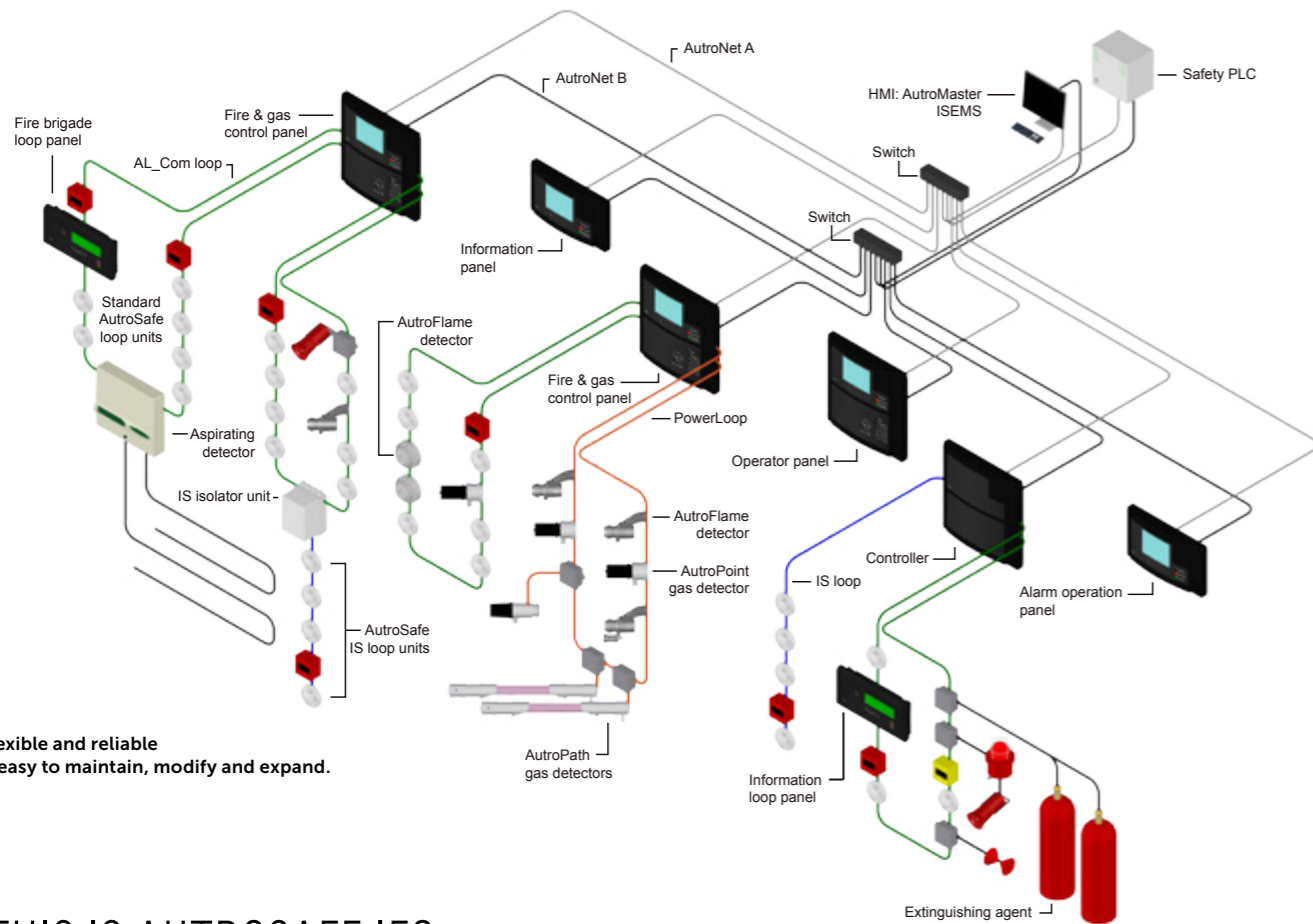 AutroNet A
AutroNet B
Safety PLC
HMI: AutroMaster
ISEMS
Fire & gas
control panel
Fire brigade
loop panel
AL_Com loop
Switch
Switch
Information
panel
Standard
AutroSafe
loop units
AutroFlame
detector
Fire & gas
control panel
PowerLoop
Aspirating
detector
Operator panel
IS isolator unit
AutroFlame
detector
Controller
AutroPoint
gas detector
IS loop
Alarm operation
panel
AutroSafe
IS loop units
exible and reliable
easy to maintain, modify and expand.
AutroPath
gas detectors
Information
loop panel
Extinguishing agent